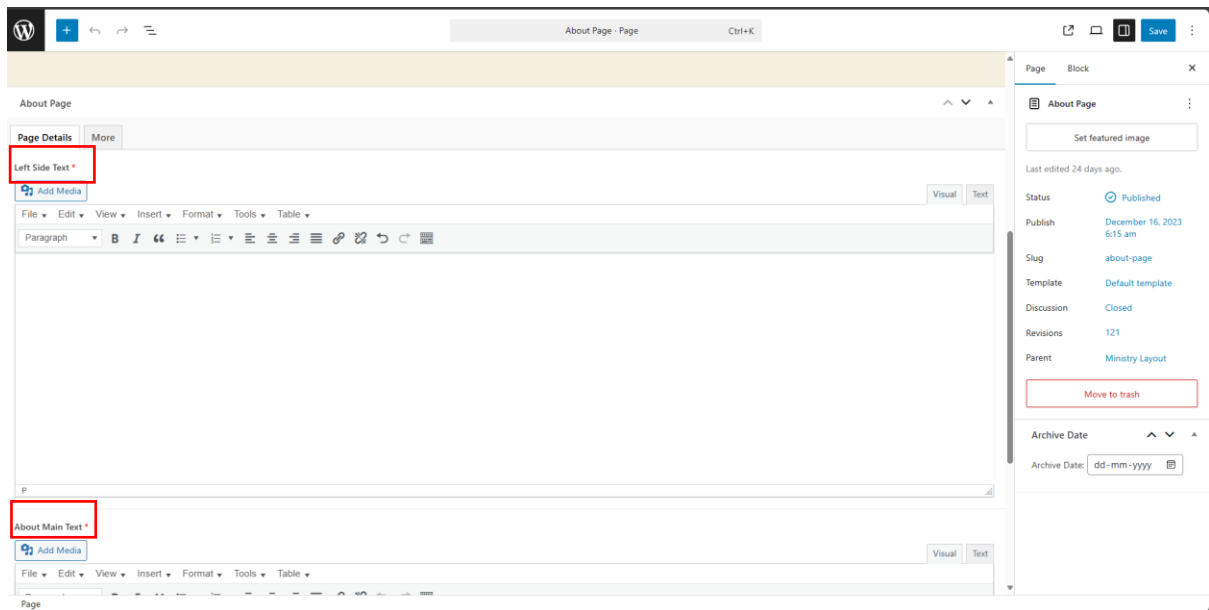 About Page · Page Ctrl+K
Save
Page Block
About Page
About Page
Page Details More
Set featured image
Left Side Text *
Last edited 24 days ago.
Add Media
Visual Text
Status Published
File Edit View Insert Format Tools Table
Publish December 16, 2023
6:15 am
Paragraph B I
Slug about-page
Template Default template
Discussion Closed
Revisions 121
Parent Ministry Layout
Move to trash
Archive Date
Archive Date: dd-mm-yyyy
P
About Main Text *
Add Media
Visual Text
File Edit View Insert Format Tools Table
Page